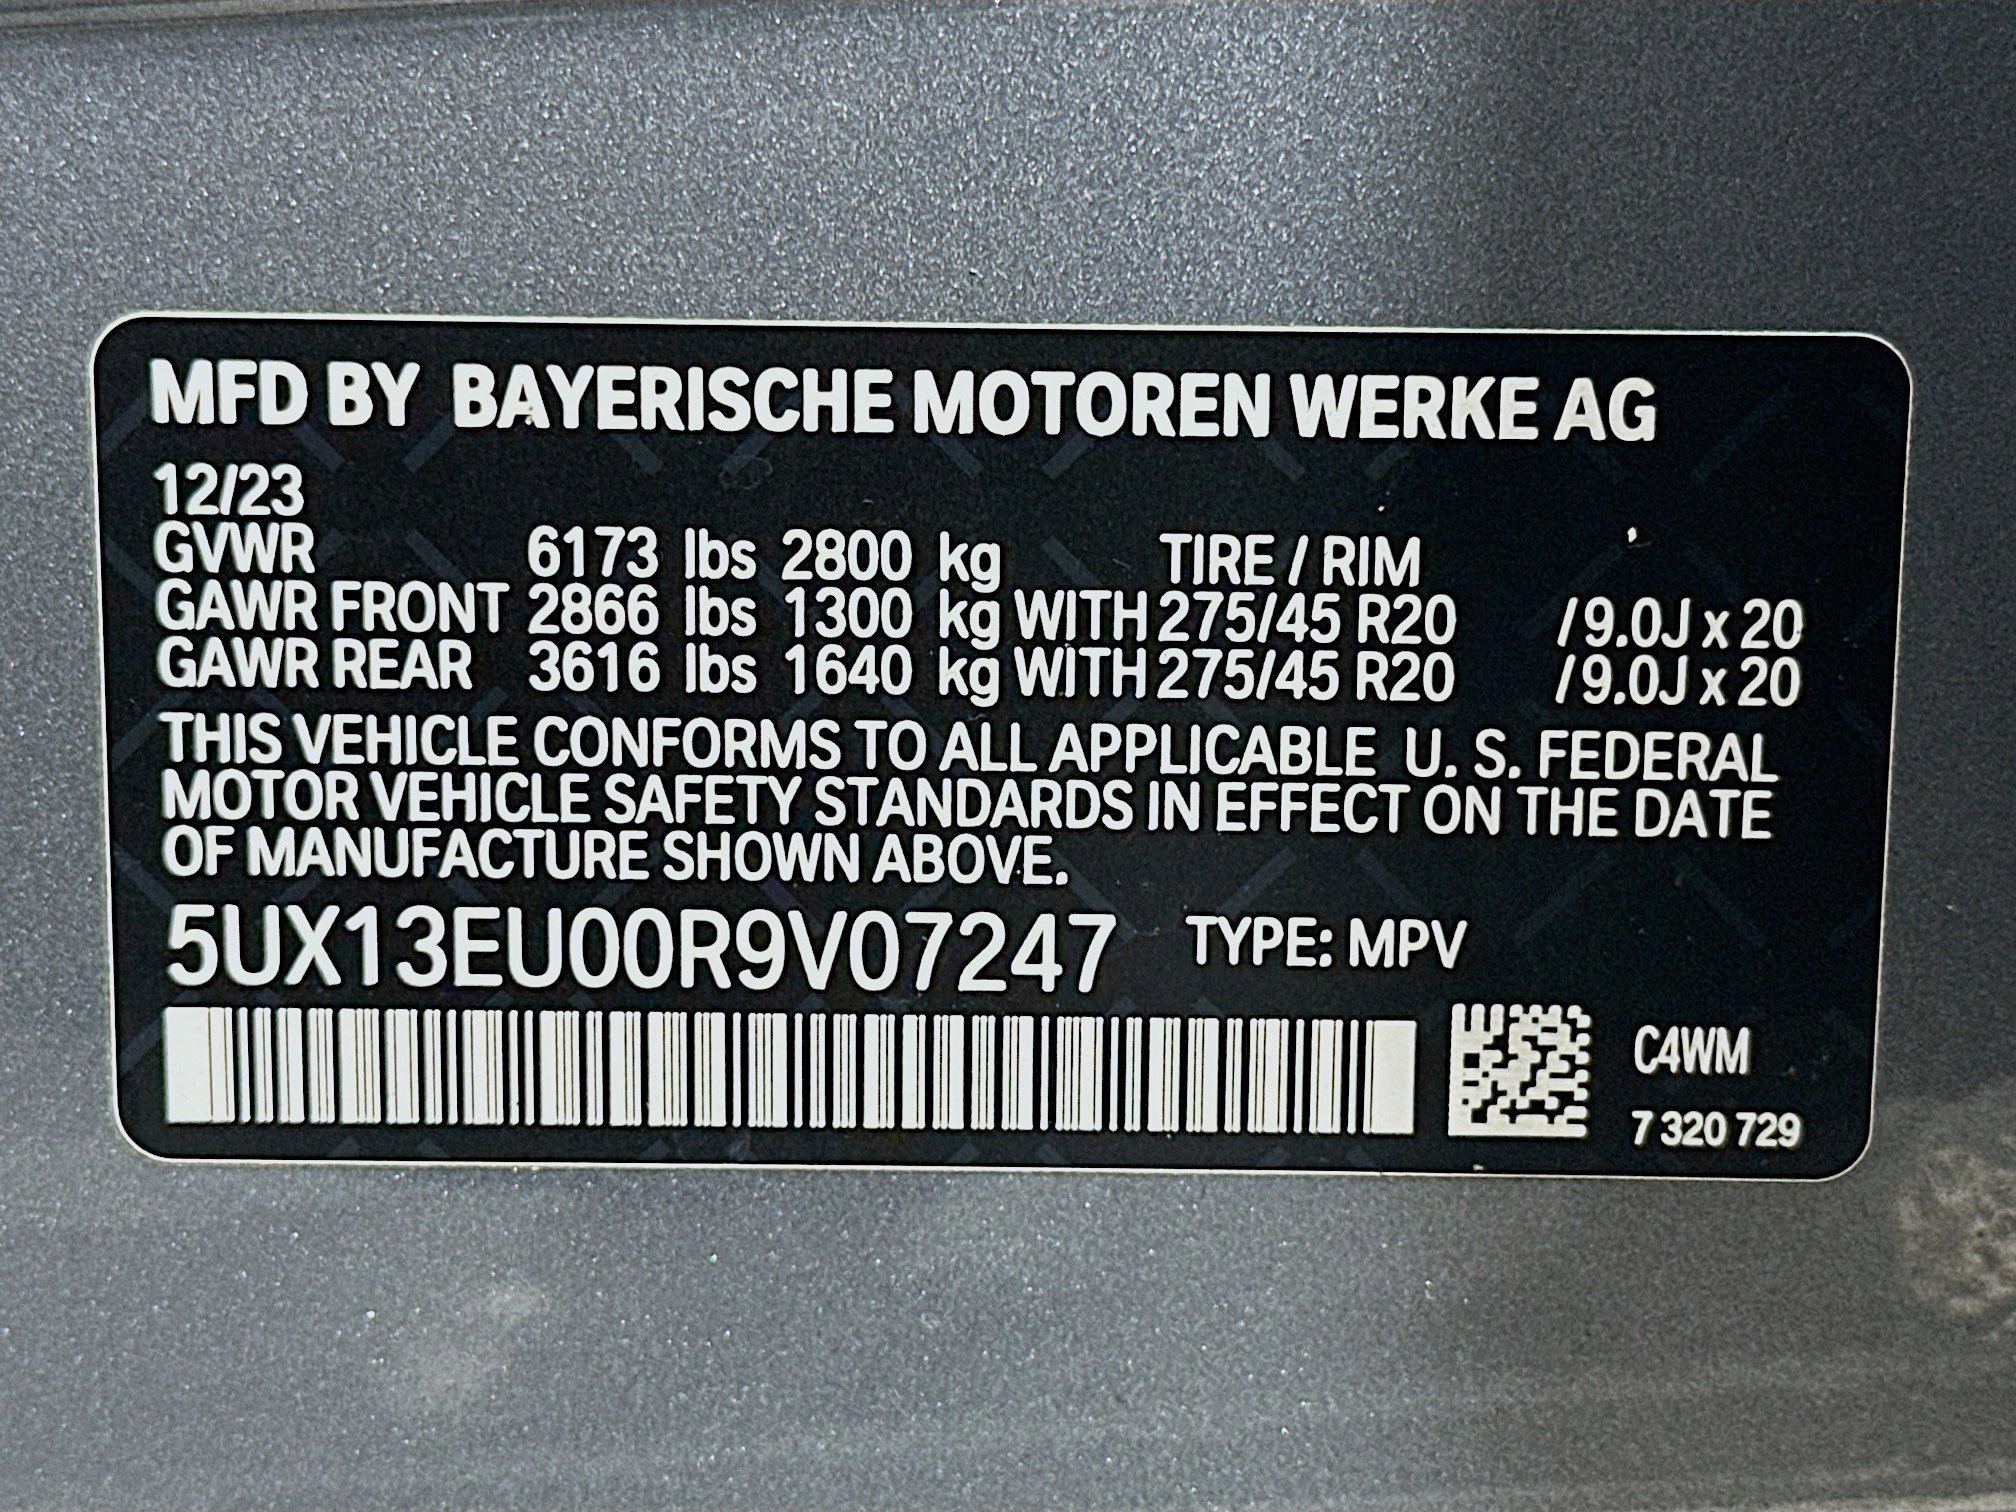 MFD BY BAYERISCHE MOTOREN WERKE AG
12/23
GVWR 6173 lbs 2800 kg TIRE / RIM
GAWR FRONT 2866 lbs 1300 kg WITH 275/45 R20 /9.0J x 20
GAWR REAR 3616 lbs 1640 kg WITH 275/45 R20 /9.0J x 20
THIS VEHICLE CONFORMS TO ALL APPLICABLE U. S. FEDERAL
MOTOR VEHICLE SAFETY STANDARDS IN EFFECT ON THE DATE
OF MANUFACTURE SHOWN ABOVE.
5UX13EU00R9V07247 TYPE: MPV
C4WM
7 320 729